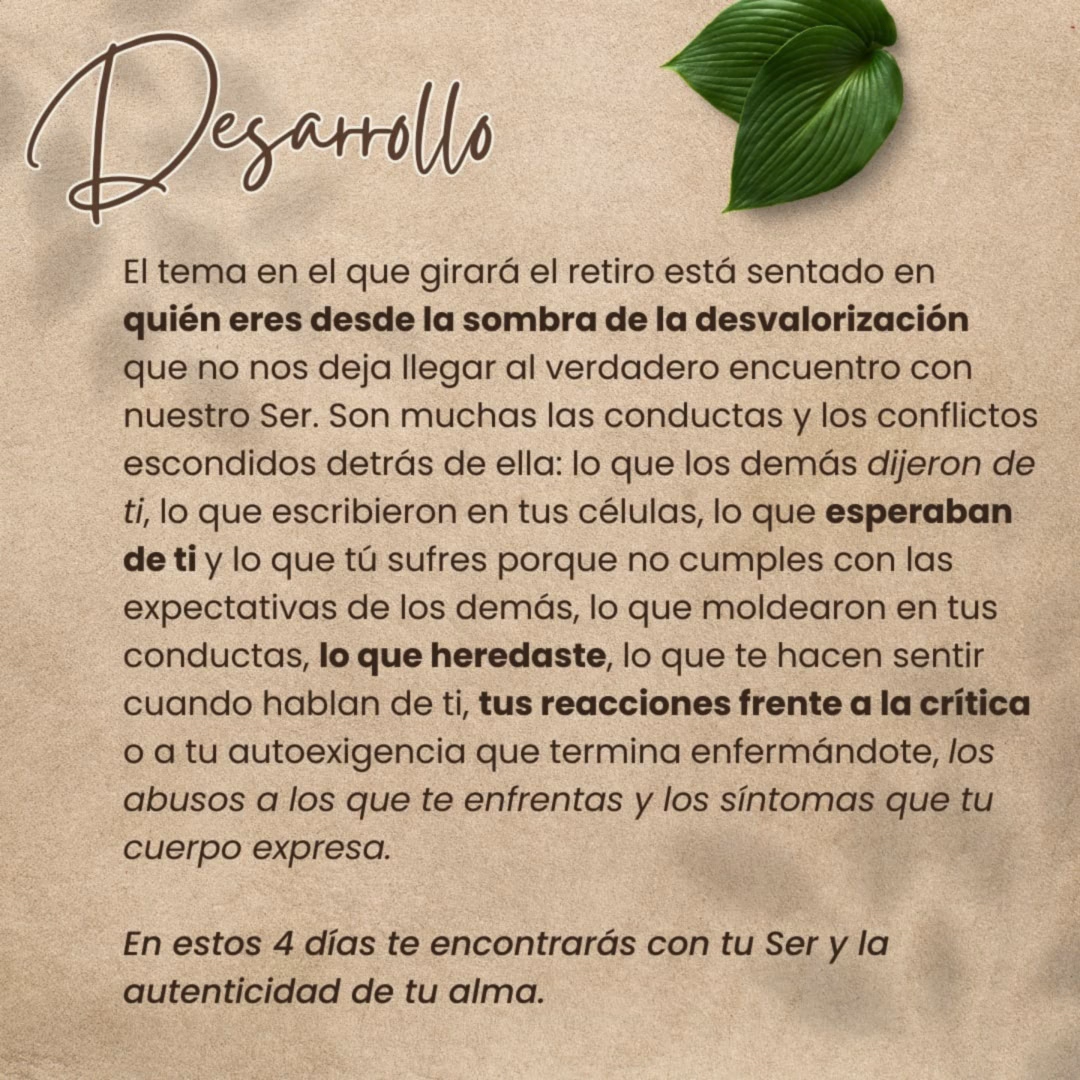 Desarrollo
El tema en el que girará el retiro está sentado en
quién eres desde la sombra de la desvalorización
que no nos deja llegar al verdadero encuentro con
nuestro Ser. Son muchas las conductas y los conflictos
escondidos detrás de ella: lo que los demás dijeron de
ti, lo que escribieron en tus células, lo que esperaban
de ti y lo que tú sufres porque no cumples con las
expectativas de los demás, lo que moldearon en tus
conductas, lo que heredaste, lo que te hacen sentir
cuando hablan de ti, tus reacciones frente a la crítica
o a tu autoexigencia que termina enfermándote, los
abusos a los que te enfrentas y los síntomas que tu
cuerpo expresa.
En estos 4 días te encontrarás con tu Ser y la
autenticidad de tu alma.